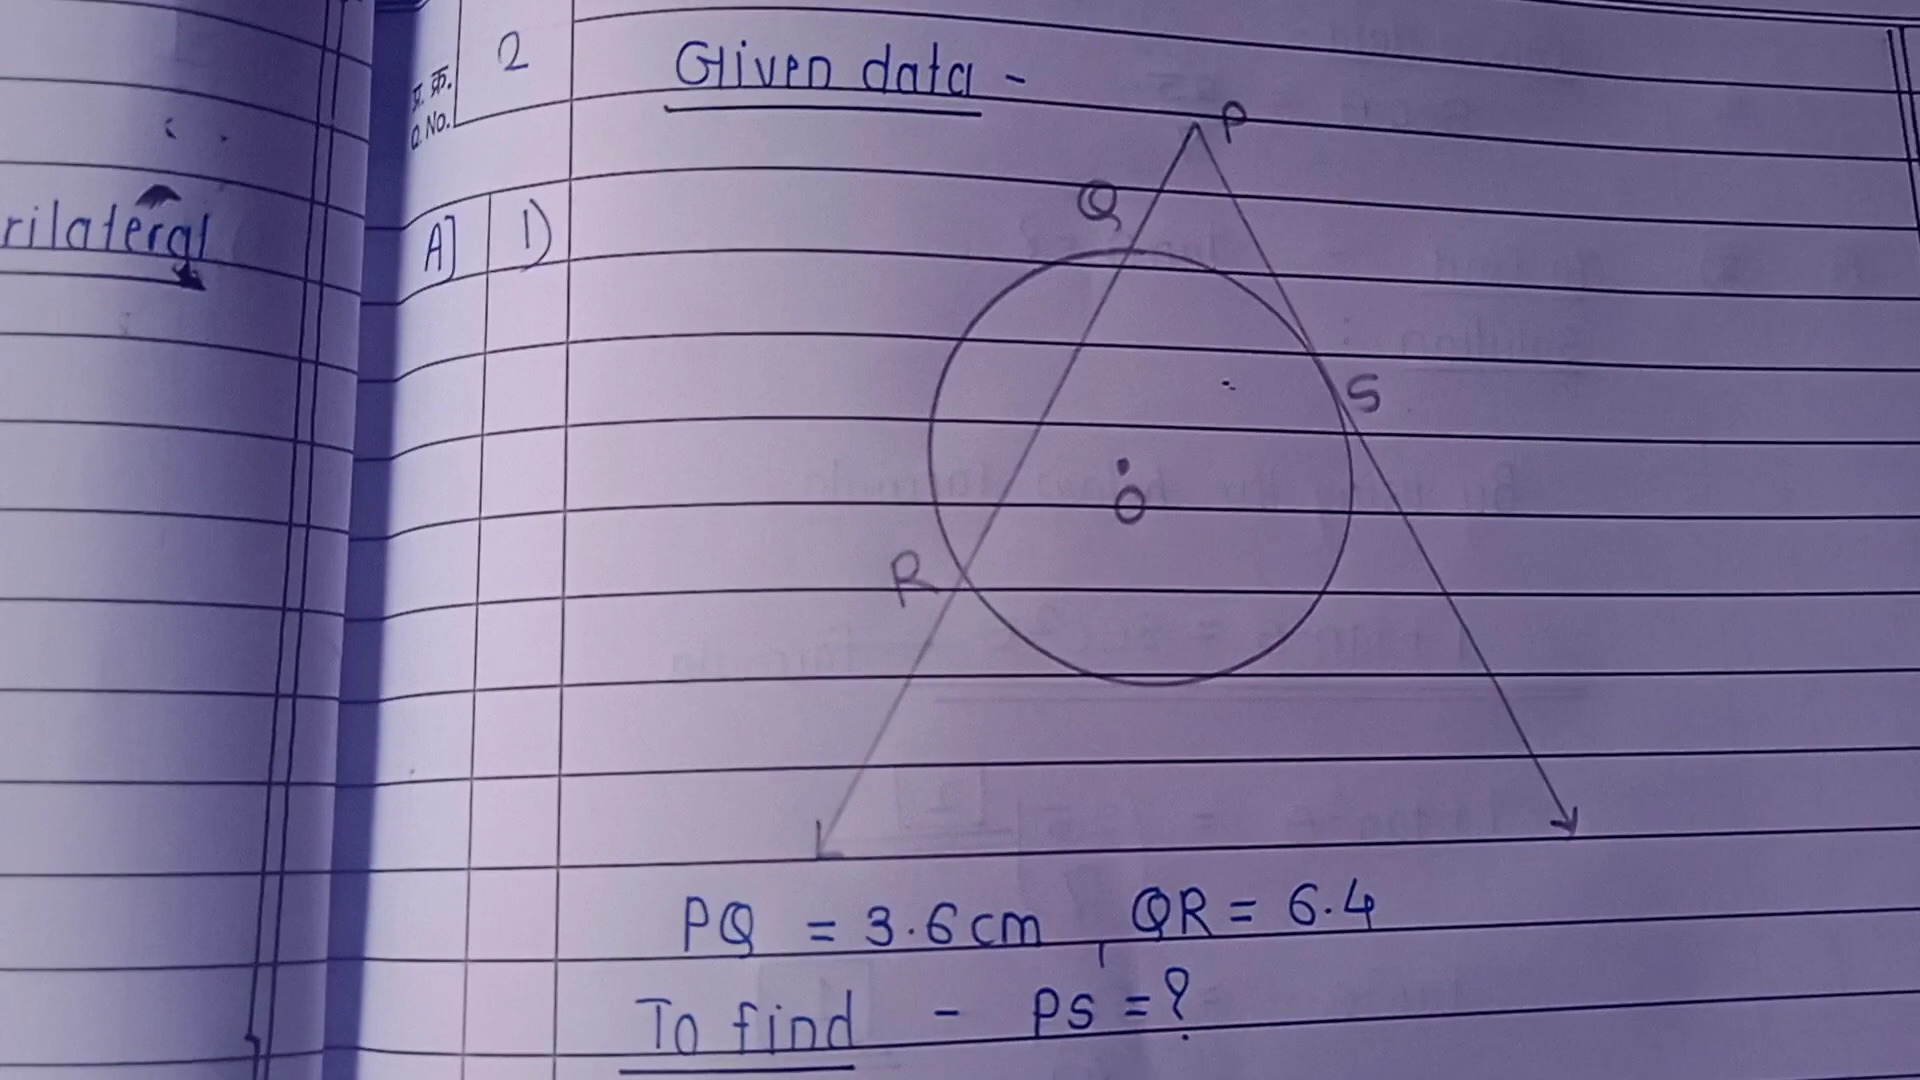 rilateral
प्र. क्र.
Q. No.
2
Given data -
A] 1)
P
Q
S
O
R
PQ = 3.6 cm, QR = 6.4
To find - PS = ?